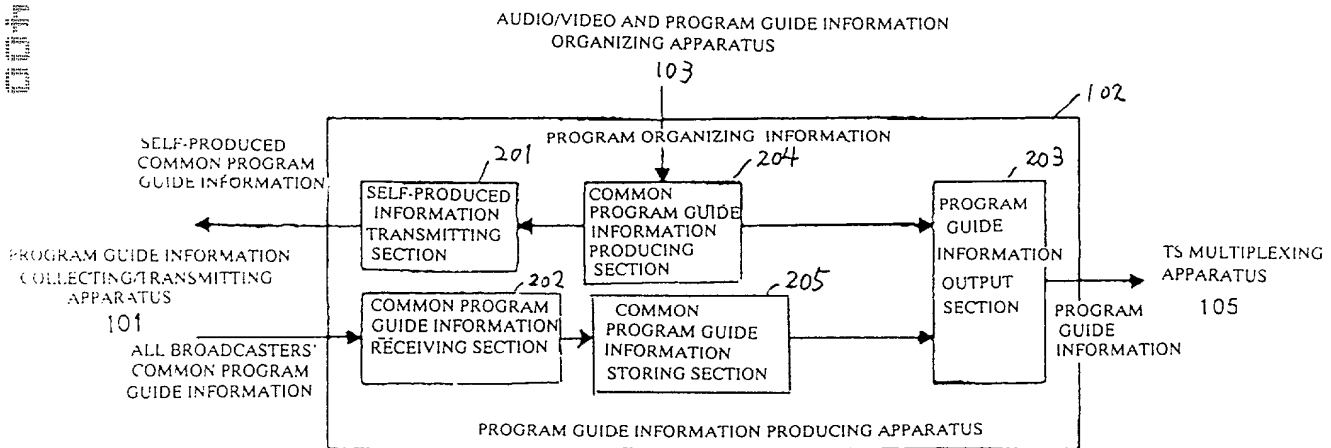 AUDIO/VIDEO AND PROGRAM GUIDE INFORMATION
ORGANIZING APPARATUS
103
102
PROGRAM ORGANIZING INFORMATION
SELF-PRODUCED
COMMON PROGRAM
GUIDE INFORMATION
201
SELF-PRODUCED
INFORMATION
TRANSMITTING
SECTION
204
COMMON
PROGRAM GUIDE
INFORMATION
PRODUCING
SECTION
203
PROGRAM
GUIDE
INFORMATION
OUTPUT
SECTION
PROGRAM GUIDE INFORMATION
COLLECTING/TRANSMITTING
APPARATUS
101
ALL BROADCASTERS'
COMMON PROGRAM
GUIDE INFORMATION
202
COMMON PROGRAM
GUIDE INFORMATION
RECEIVING SECTION
205
COMMON
PROGRAM GUIDE
INFORMATION
STORING SECTION
TS MULTIPLEXING
APPARATUS
105
PROGRAM
GUIDE
INFORMATION
PROGRAM GUIDE INFORMATION PRODUCING APPARATUS